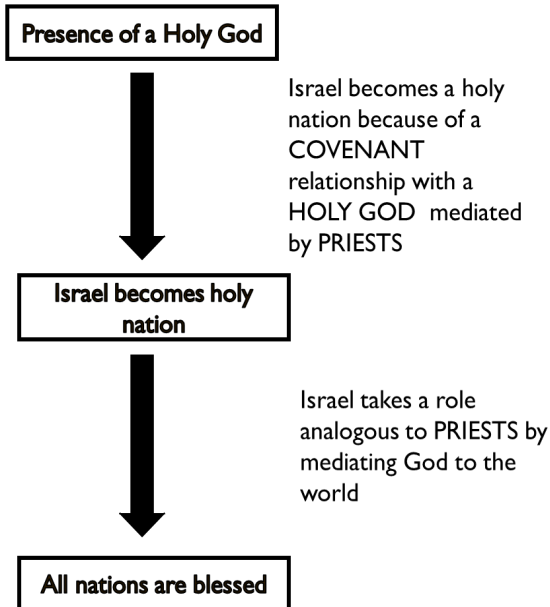 Presence of a Holy God
Israel becomes a holy
nation because of a
COVENANT
relationship with a
HOLY GOD mediated
by PRIESTS
Israel becomes holy
nation
Israel takes a role
analogous to PRIESTS by
mediating God to the
world
All nations are blessed